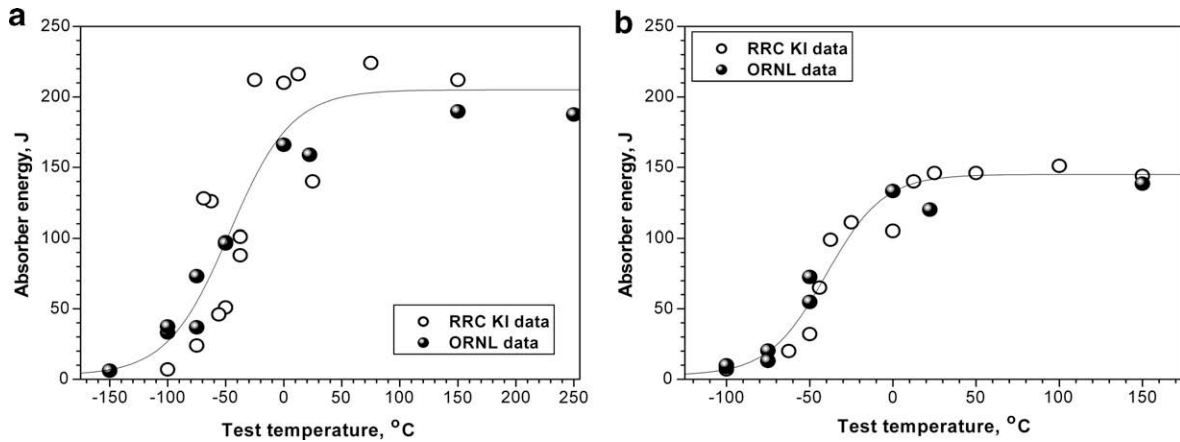 a
250
200
150
100
50
0
Absorber energy, J
RRC KI data
ORNL data
-150 -100 -50 0 50 100 150 200 250
Test temperature, °C
b
250
200
150
100
50
0
Absorber energy, J
RRC KI data
ORNL data
-100 -50 0 50 100 150
Test temperature, °C